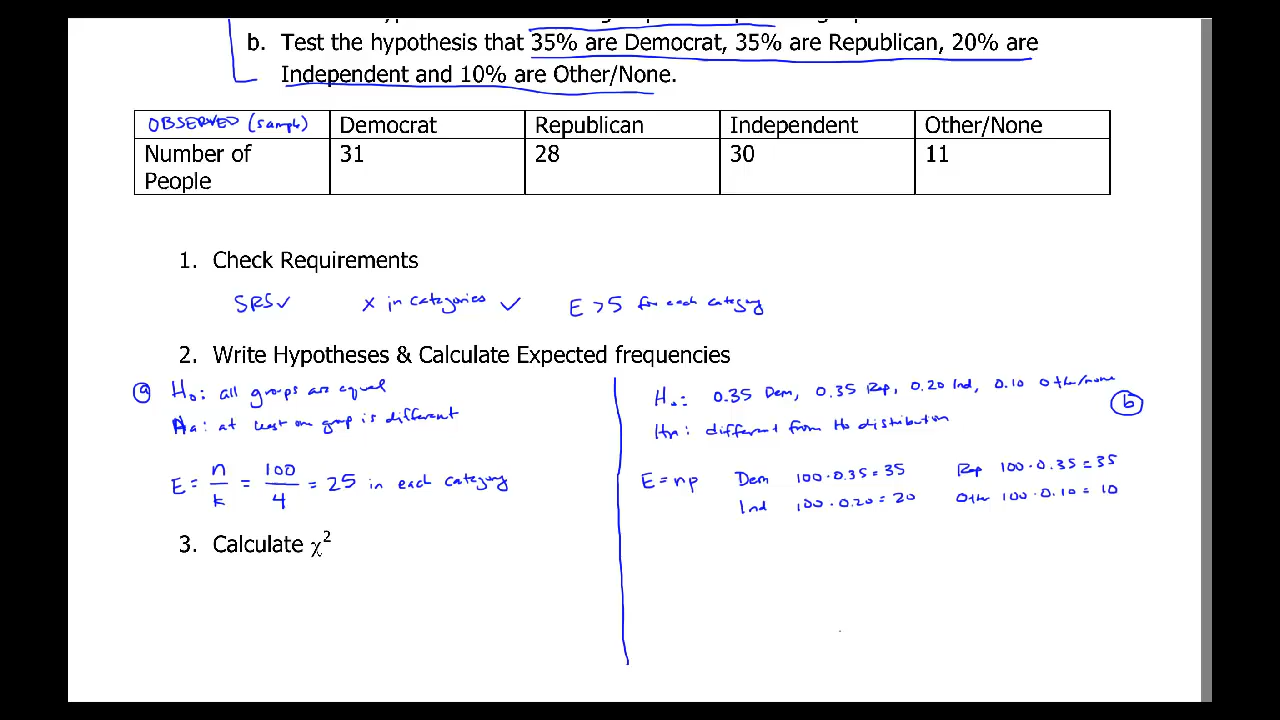 b. Test the hypothesis that 35% are Democrat, 35% are Republican, 20% are
Independent and 10% are Other/None.
OBSERVED (sample) Democrat Republican Independent Other/None
Number of People 31 28 30 11
1. Check Requirements
SRS✓ x in categories ✓ E >5 for each category
2. Write Hypotheses & Calculate Expected frequencies
a H₀: all groups are equal
Ha: at least one group is different
E = n/k = 100/4 = 25 in each category
H₀: 0.35 Dem, 0.35 Rep, 0.20 Ind, 0.10 Other/none
b
Ha: different from H₀ distribution
E = np Dem 100·0.35=35 Rep 100·0.35=35
Ind 100·0.20=20 Other 100·0.10=10
3. Calculate χ²